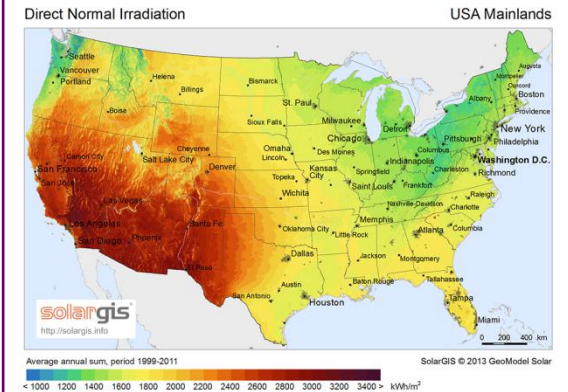 Direct Normal Irradiation
USA Mainlands
Seattle
Vancouver
Portland
Helena
Billings
Bismarck
Boise
St. Paul
Sioux Falls
Milwaukee
Chicago
Detroit
Augusta
Montpelier
Concord
Albany
Boston
Providence
New York
Philadelphia
Pittsburgh
Columbus
Indianapolis
Washington D.C.
Charleston
Richmond
Cheyenne
Salt Lake City
Carson City
San Francisco
San Jose
Denver
Omaha
Lincoln
Des Moines
Kansas City
Topeka
Springfield
Saint Louis
Frankfort
Wichita
Las Vegas
Los Angeles
San Diego
Phoenix
Santa Fe
El Paso
Oklahoma City
Little Rock
Memphis
Nashville-Davidson
Raleigh
Charlotte
Columbia
Atlanta
Dallas
Jackson
Montgomery
Austin
San Antonio
Houston
Baton Rouge
Tallahassee
Tampa
Miami
solargis
http://solargis.info
0 200 400 km
Average annual sum, period 1999-2011
SolarGIS © 2013 GeoModel Solar
< 1000 1200 1400 1600 1800 2000 2200 2400 2600 2800 3000 3200 3400 > kWh/m²